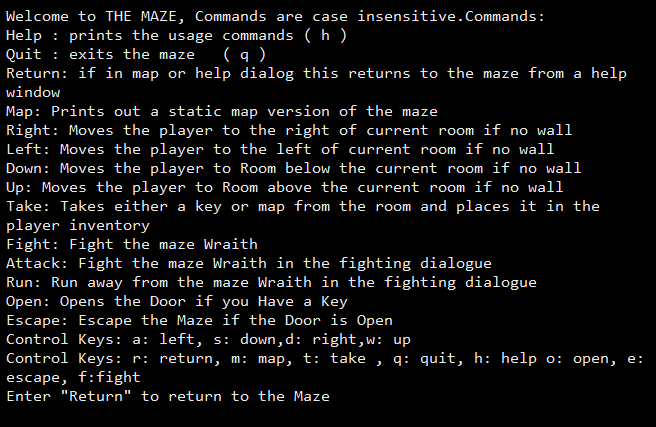 Welcome to THE MAZE, Commands are case insensitive.Commands:
Help : prints the usage commands ( h )
Quit : exits the maze   ( q )
Return: if in map or help dialog this returns to the maze from a help
window
Map: Prints out a static map version of the maze
Right: Moves the player to the right of current room if no wall
Left: Moves the player to the left of current room if no wall
Down: Moves the player to Room below the current room if no wall
Up: Moves the player to Room above the current room if no wall
Take: Takes either a key or map from the room and places it in the
player inventory
Fight: Fight the maze Wraith
Attack: Fight the maze Wraith in the fighting dialogue
Run: Run away from the maze Wraith in the fighting dialogue
Open: Opens the Door if you Have a Key
Escape: Escape the Maze if the Door is Open
Control Keys: a: left, s: down,d: right,w: up
Control Keys: r: return, m: map, t: take , q: quit, h: help o: open, e:
escape, f:fight
Enter "Return" to return to the Maze